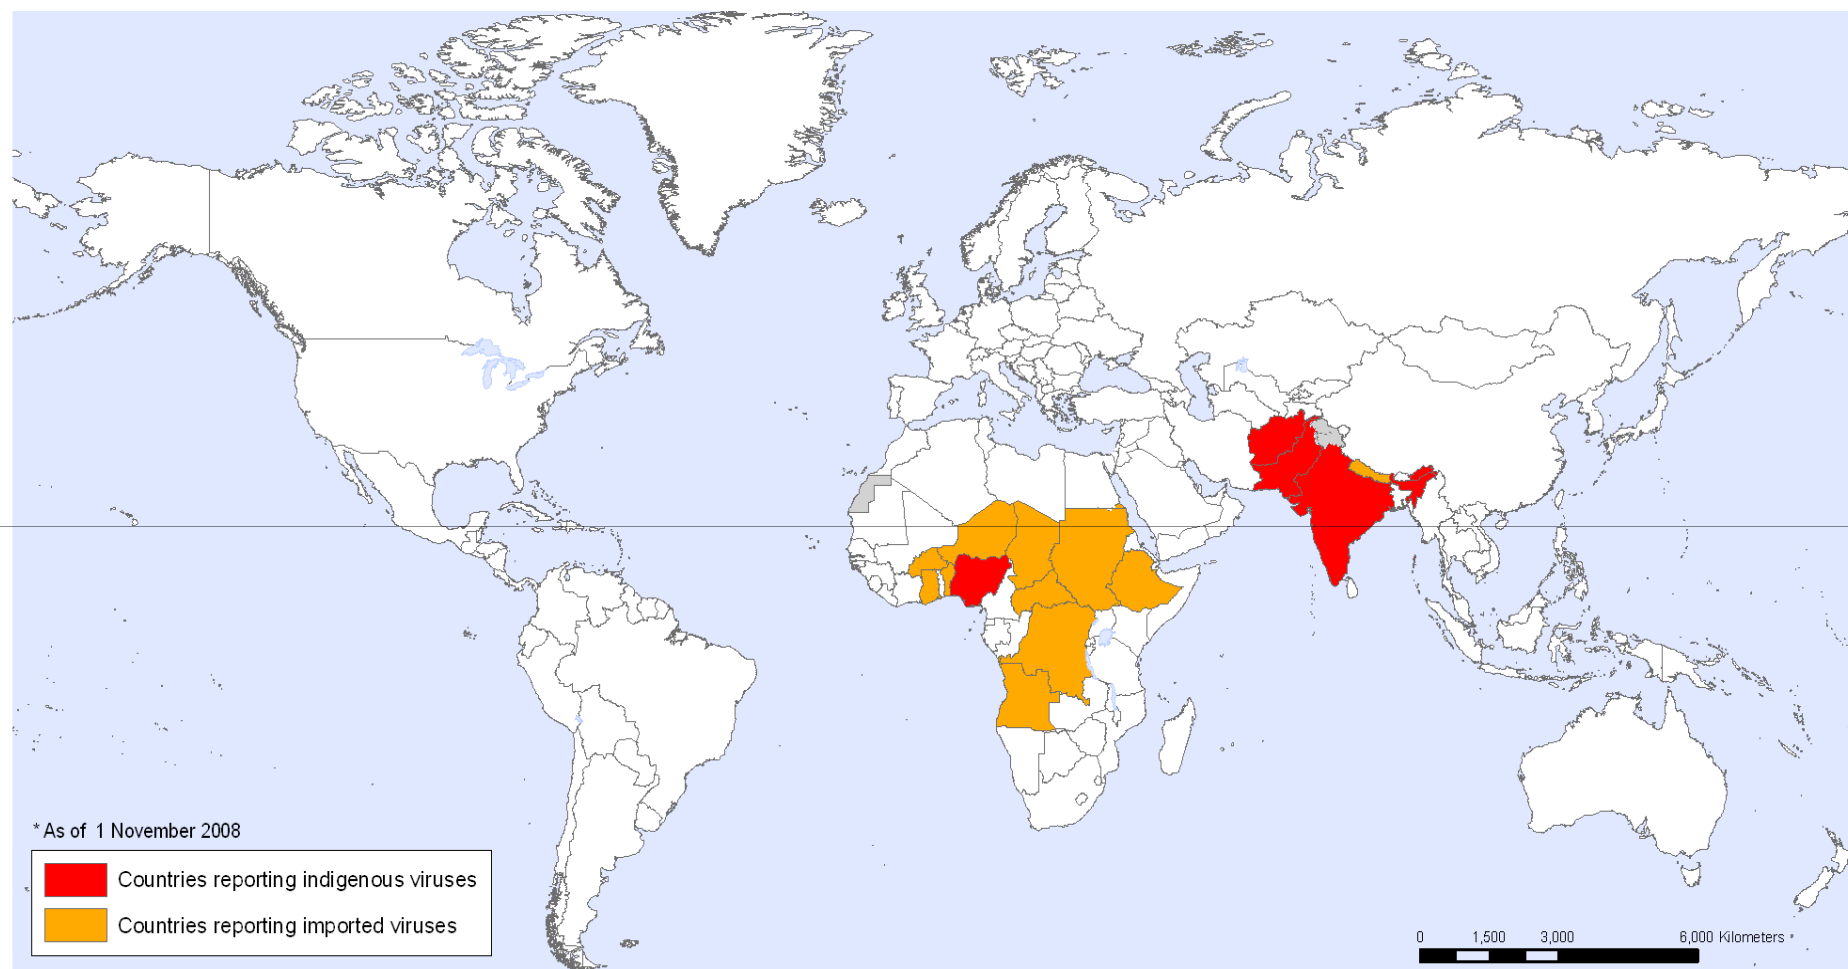 * As of 1 November 2008
Countries reporting indigenous viruses
Countries reporting imported viruses
0 1,500 3,000 6,000 Kilometers